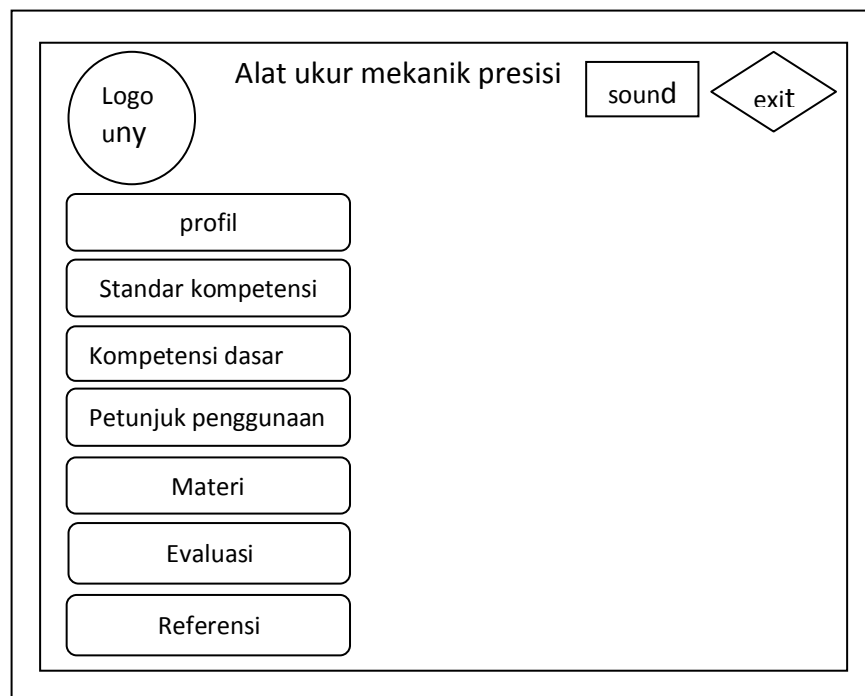 Logo
uny
Alat ukur mekanik presisi
sound
exit
profil
Standar kompetensi
Kompetensi dasar
Petunjuk penggunaan
Materi
Evaluasi
Referensi